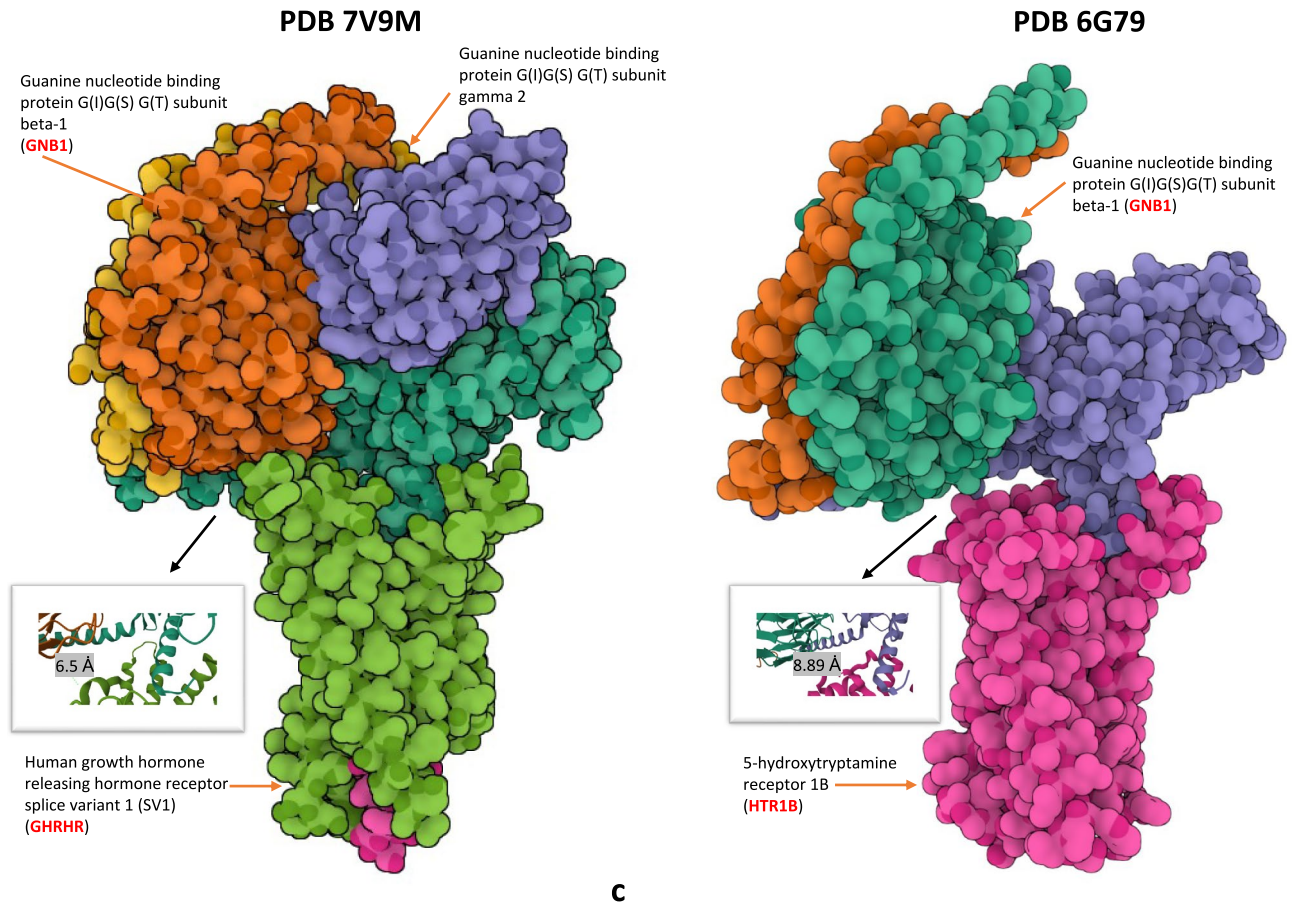 PDB 7V9M
PDB 6G79
Guanine nucleotide binding
protein G(I)G(S) G(T) subunit
gamma 2
Guanine nucleotide binding
protein G(I)G(S) G(T) subunit
beta-1
(GNB1)
Guanine nucleotide binding
protein G(I)G(S)G(T) subunit
beta-1 (GNB1)
6.5 Å
8.89 Å
Human growth hormone
releasing hormone receptor
splice variant 1 (SV1)
(GHRHR)
5-hydroxytryptamine
receptor 1B
(HTR1B)
c